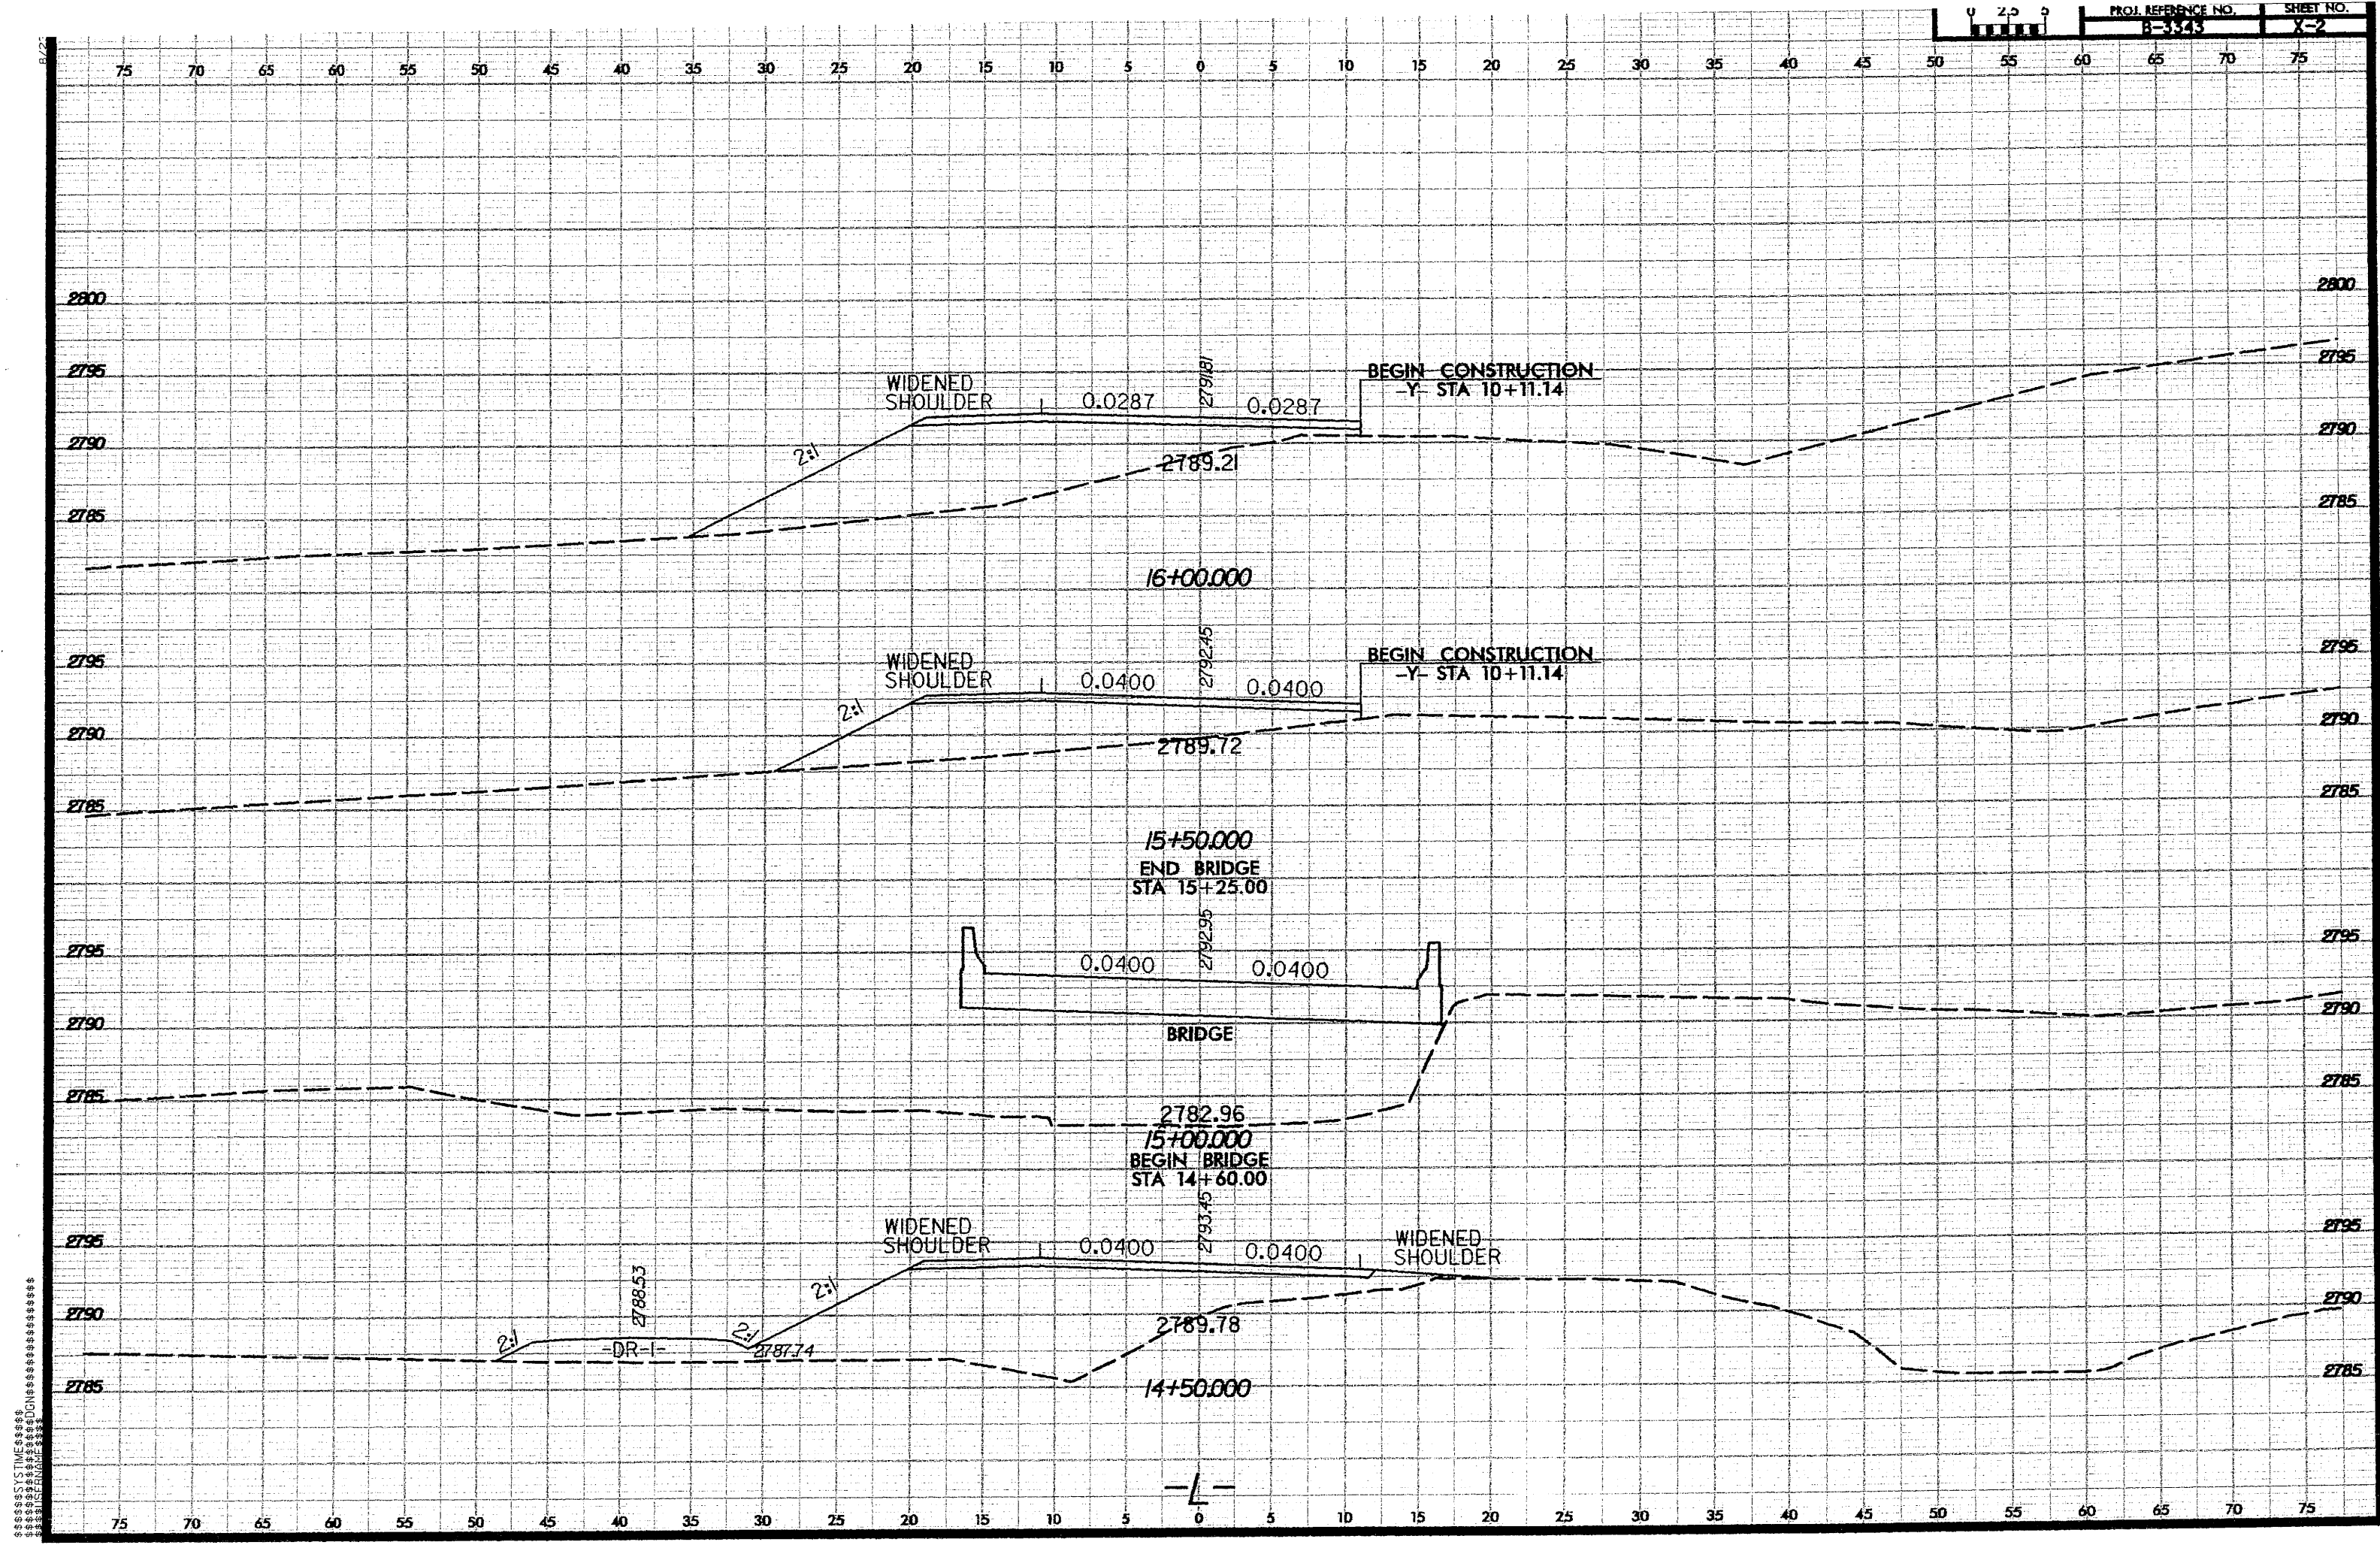 0 2.5 5
PROJ. REFERENCE NO. SHEET NO.
B-3343 X-2
75 70 65 60 55 50 45 40 35 30 25 20 15 10 5 0 5 10 15 20 25 30 35 40 45 50 55 60 65 70 75
2800 2800
2795 2795
2791.81
BEGIN CONSTRUCTION
-Y- STA 10+11.14
WIDENED
SHOULDER 0.0287 0.0287
2:1
2790 2790
2789.21
2785 2785
16+00.000
2795 2795
2792.45
BEGIN CONSTRUCTION
-Y- STA 10+11.14
WIDENED
SHOULDER 0.0400 0.0400
2:1
2790 2790
2789.72
2785 2785
15+50.000
END BRIDGE
STA 15+25.00
2792.95
2795 2795
0.0400 0.0400
2790 2790
BRIDGE
2785 2785
2782.96
15+00.000
BEGIN BRIDGE
STA 14+60.00
2793.45
2795 2795
WIDENED
SHOULDER 0.0400 0.0400
WIDENED
SHOULDER
2788.53
2:1
2790 2790
2789.78
2:1 -DR-1- 2:1
2787.74
2785 2785
14+50.000
-L-
75 70 65 60 55 50 45 40 35 30 25 20 15 10 5 0 5 10 15 20 25 30 35 40 45 50 55 60 65 70 75